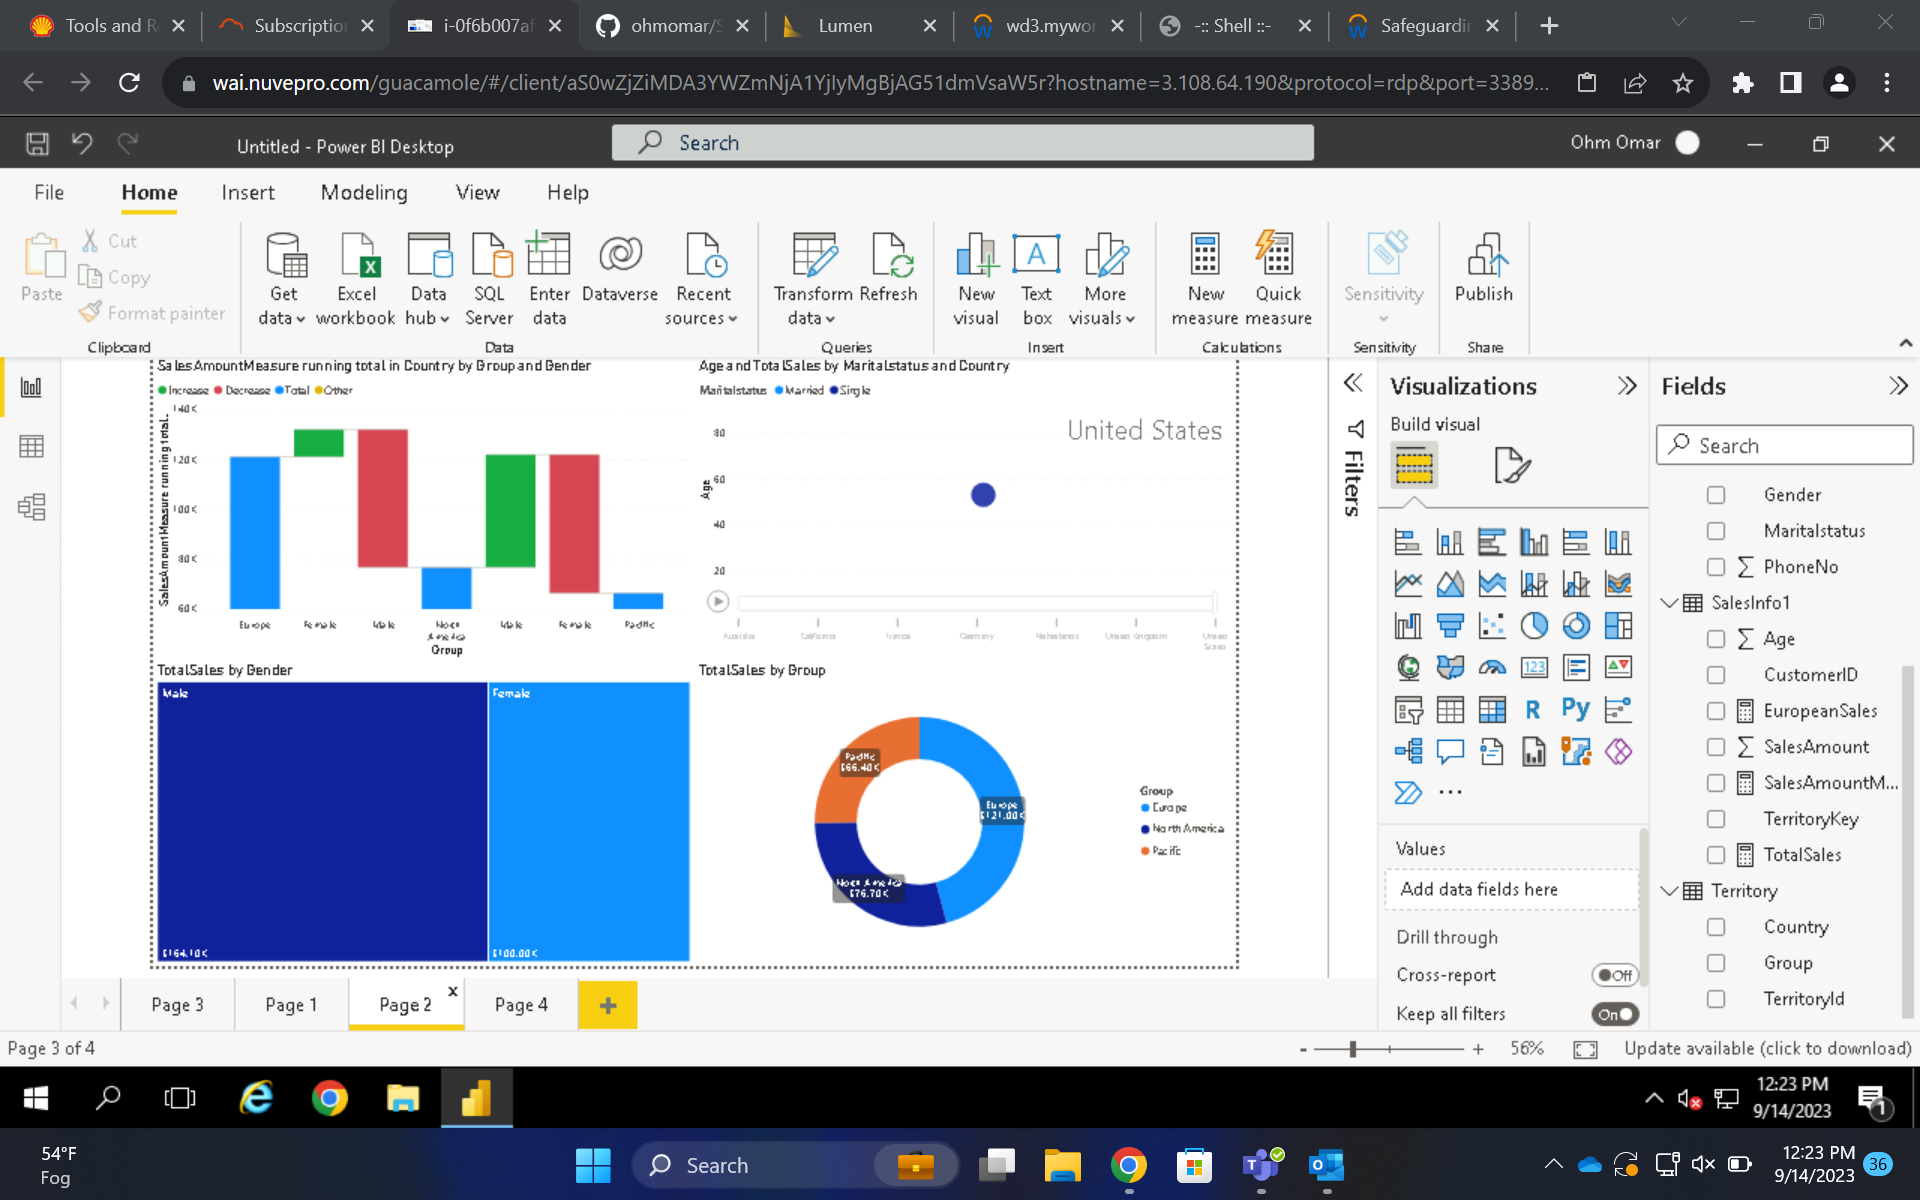 Tools and R
Subscription
i-0f6b007af
ohmomar/S
Lumen
wd3.mywor
-:: Shell ::-
Safeguardin
wai.nuvepro.com/guacamole/#/client/aS0wZjZiMDA3YWZmNjA1YjIyMgBjAG51dmVsaW5r?hostname=3.108.64.190&protocol=rdp&port=3389...
Untitled - Power BI Desktop
Search
Ohm Omar
File Home Insert Modeling View Help
Paste
Cut
Copy
Format painter
Clipboard
Get data
Excel workbook
Data hub
SQL Server
Enter data
Dataverse
Recent sources
Data
Transform data
Refresh
Queries
New visual
Text box
More visuals
Insert
New measure
Quick measure
Calculations
Sensitivity
Sensitivity
Publish
Share
SalesAmountMeasure running total in Country by Group and Gender
Increase Decrease Total Other
SalesAmountMeasure running total...
140K
120K
100K
80K
60K
Europe Female Male North America Male Female Pacific
Group
Age and TotalSales by Maritalstatus and Country
Maritalstatus Married Single
United States
Age
80
60
40
20
Australia California France Germany Netherlands United Kingdom United States
TotalSales by Gender
Male
$164.10K
Female
$100.00K
TotalSales by Group
Pacific
$66.40K
Europe
$121.00K
North America
$76.70K
Group
Europe
North America
Pacific
Filters
Visualizations
Build visual
123
R
Py
Values
Add data fields here
Drill through
Cross-report
Off
Keep all filters
On
Fields
Search
Gender
Maritalstatus
PhoneNo
SalesInfo1
Age
CustomerID
EuropeanSales
SalesAmount
SalesAmountM...
TerritoryKey
TotalSales
Territory
Country
Group
TerritoryId
Page 3
Page 1
Page 2
x
Page 4
Page 3 of 4
- + 56%
Update available (click to download)
12:23 PM
9/14/2023
1
54°F
Fog
Search
12:23 PM
9/14/2023
36